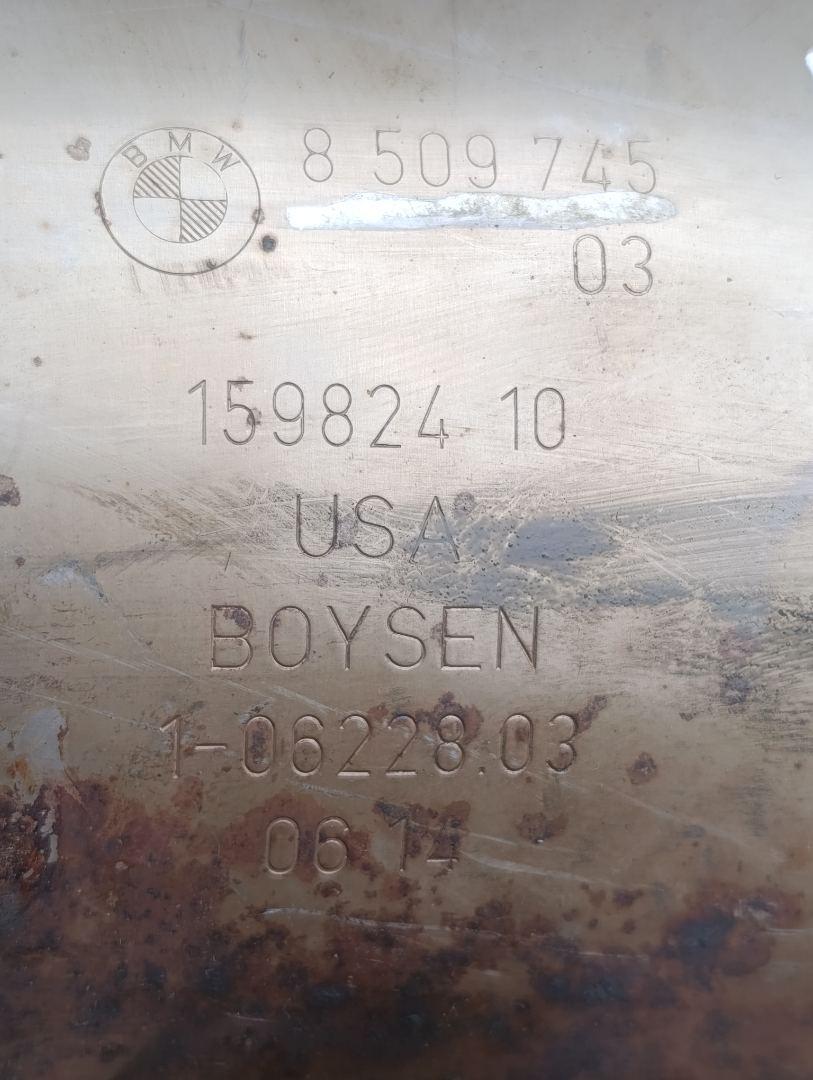 BMW
8 509 745
03
159824 10
USA
BOYSEN
1-06228.03
06 14